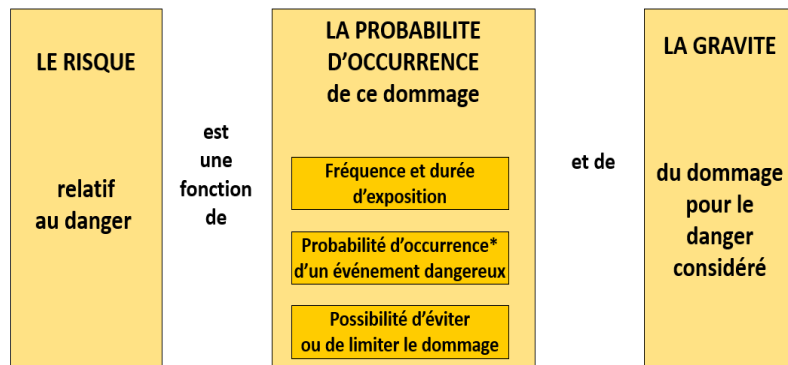 LE RISQUE
relatif
au danger
est
une
fonction
de
LA PROBABILITE
D’OCCURRENCE
de ce dommage
Fréquence et durée
d’exposition
Probabilité d’occurrence*
d’un événement dangereux
Possibilité d’éviter
ou de limiter le dommage
et de
LA GRAVITE
du dommage
pour le
danger
considéré